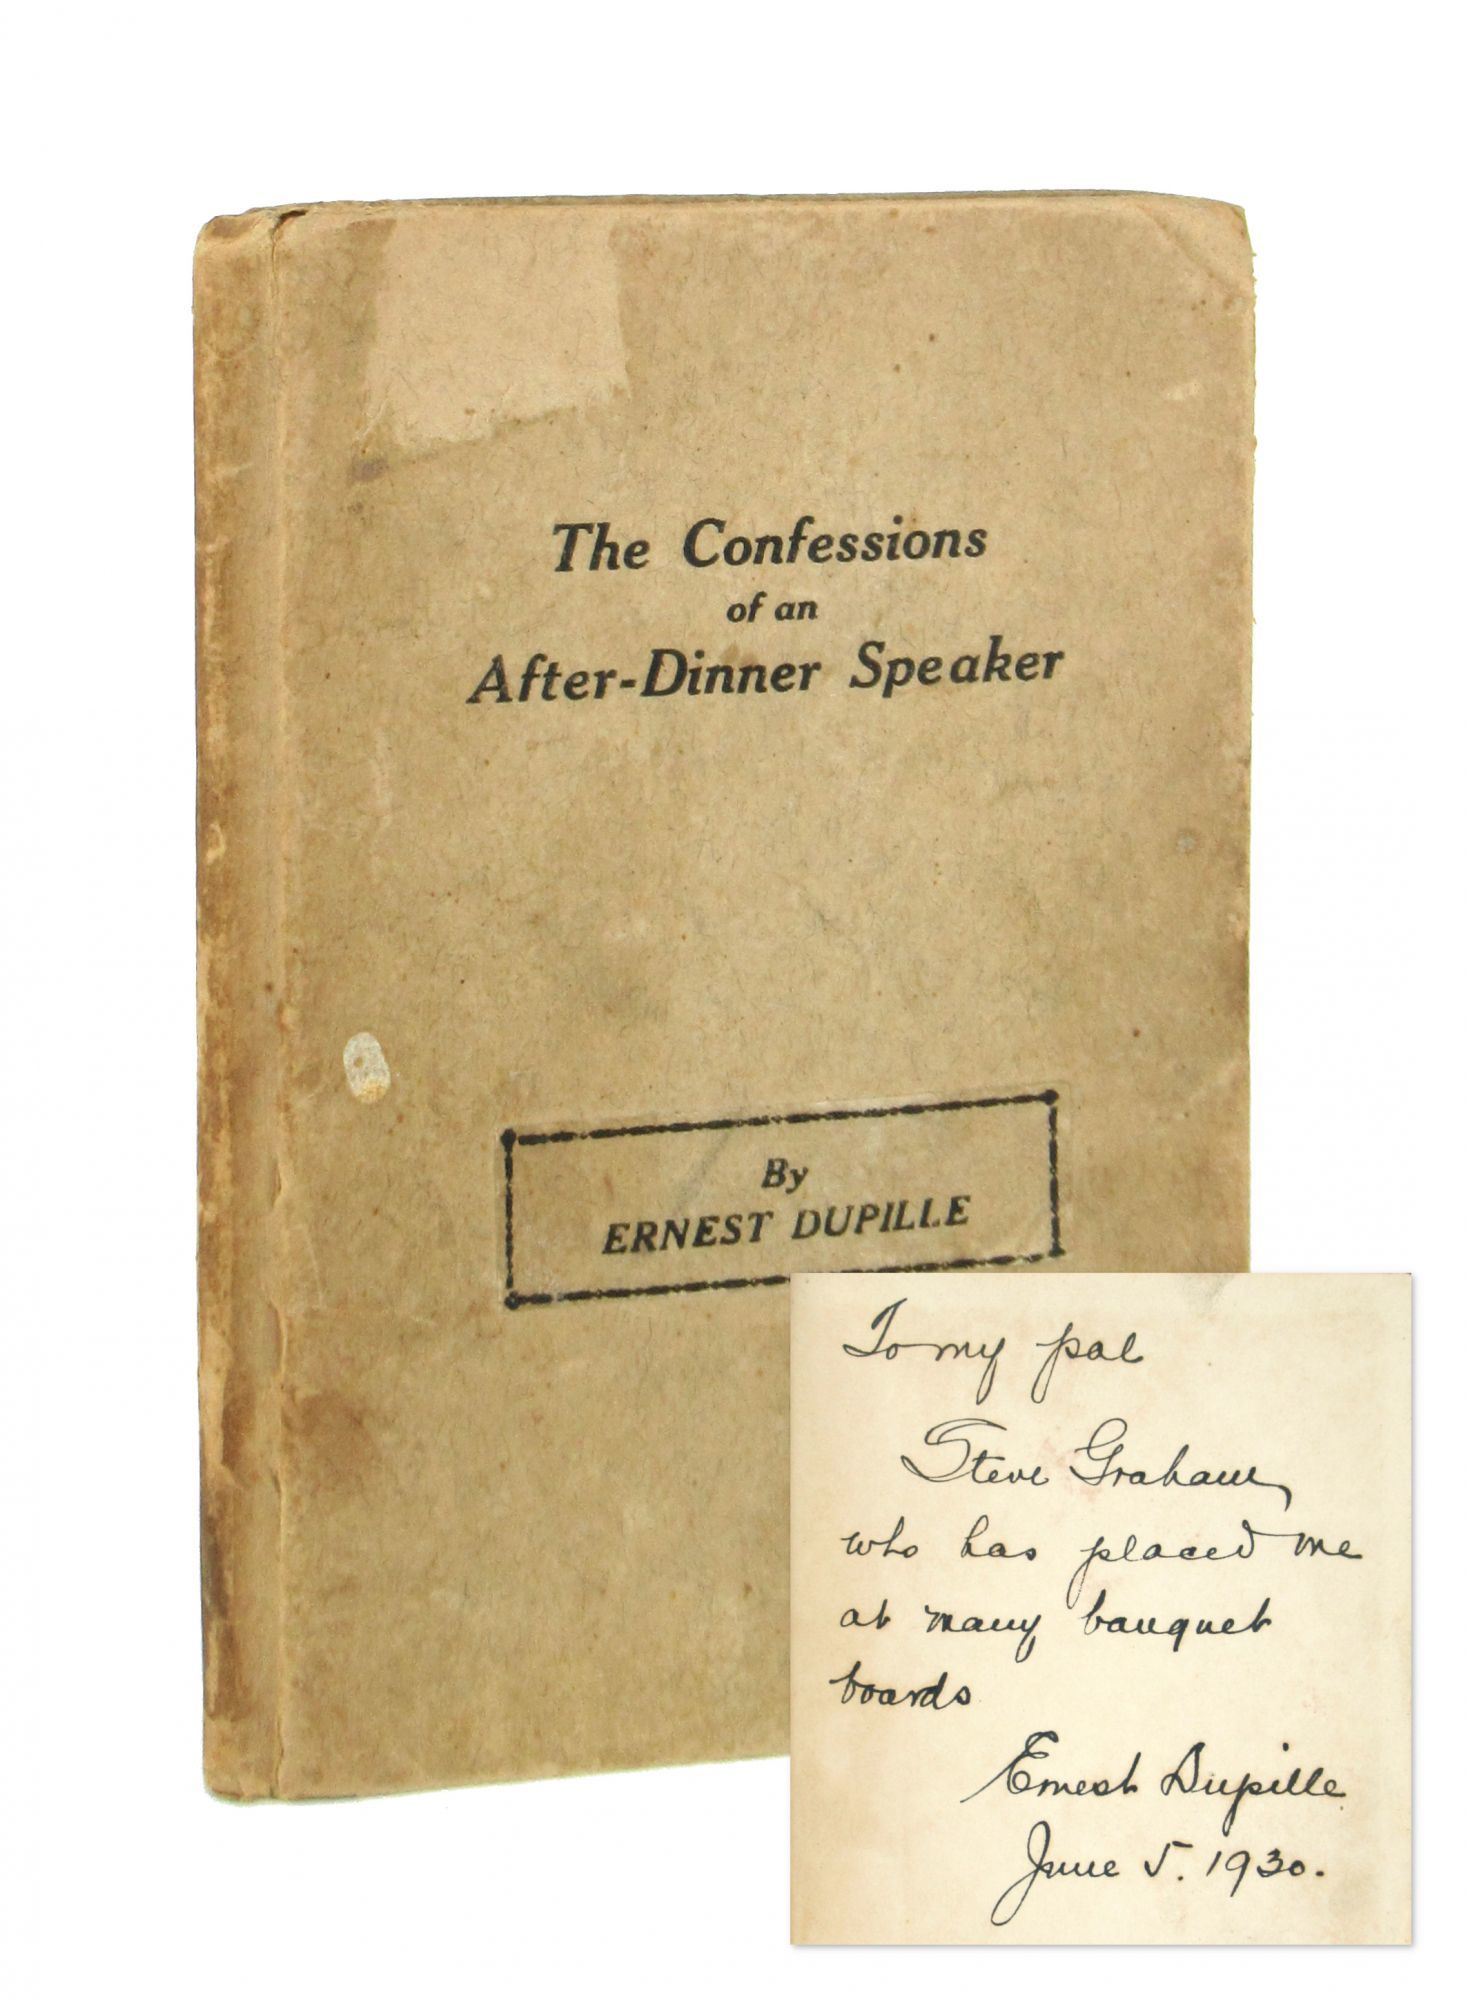 The Confessions
of an
After-Dinner Speaker
By
ERNEST DUPILLE
To my pal
Steve Graham
who has placed me
at many banquet
boards
Ernest Dupille
June 5. 1930.